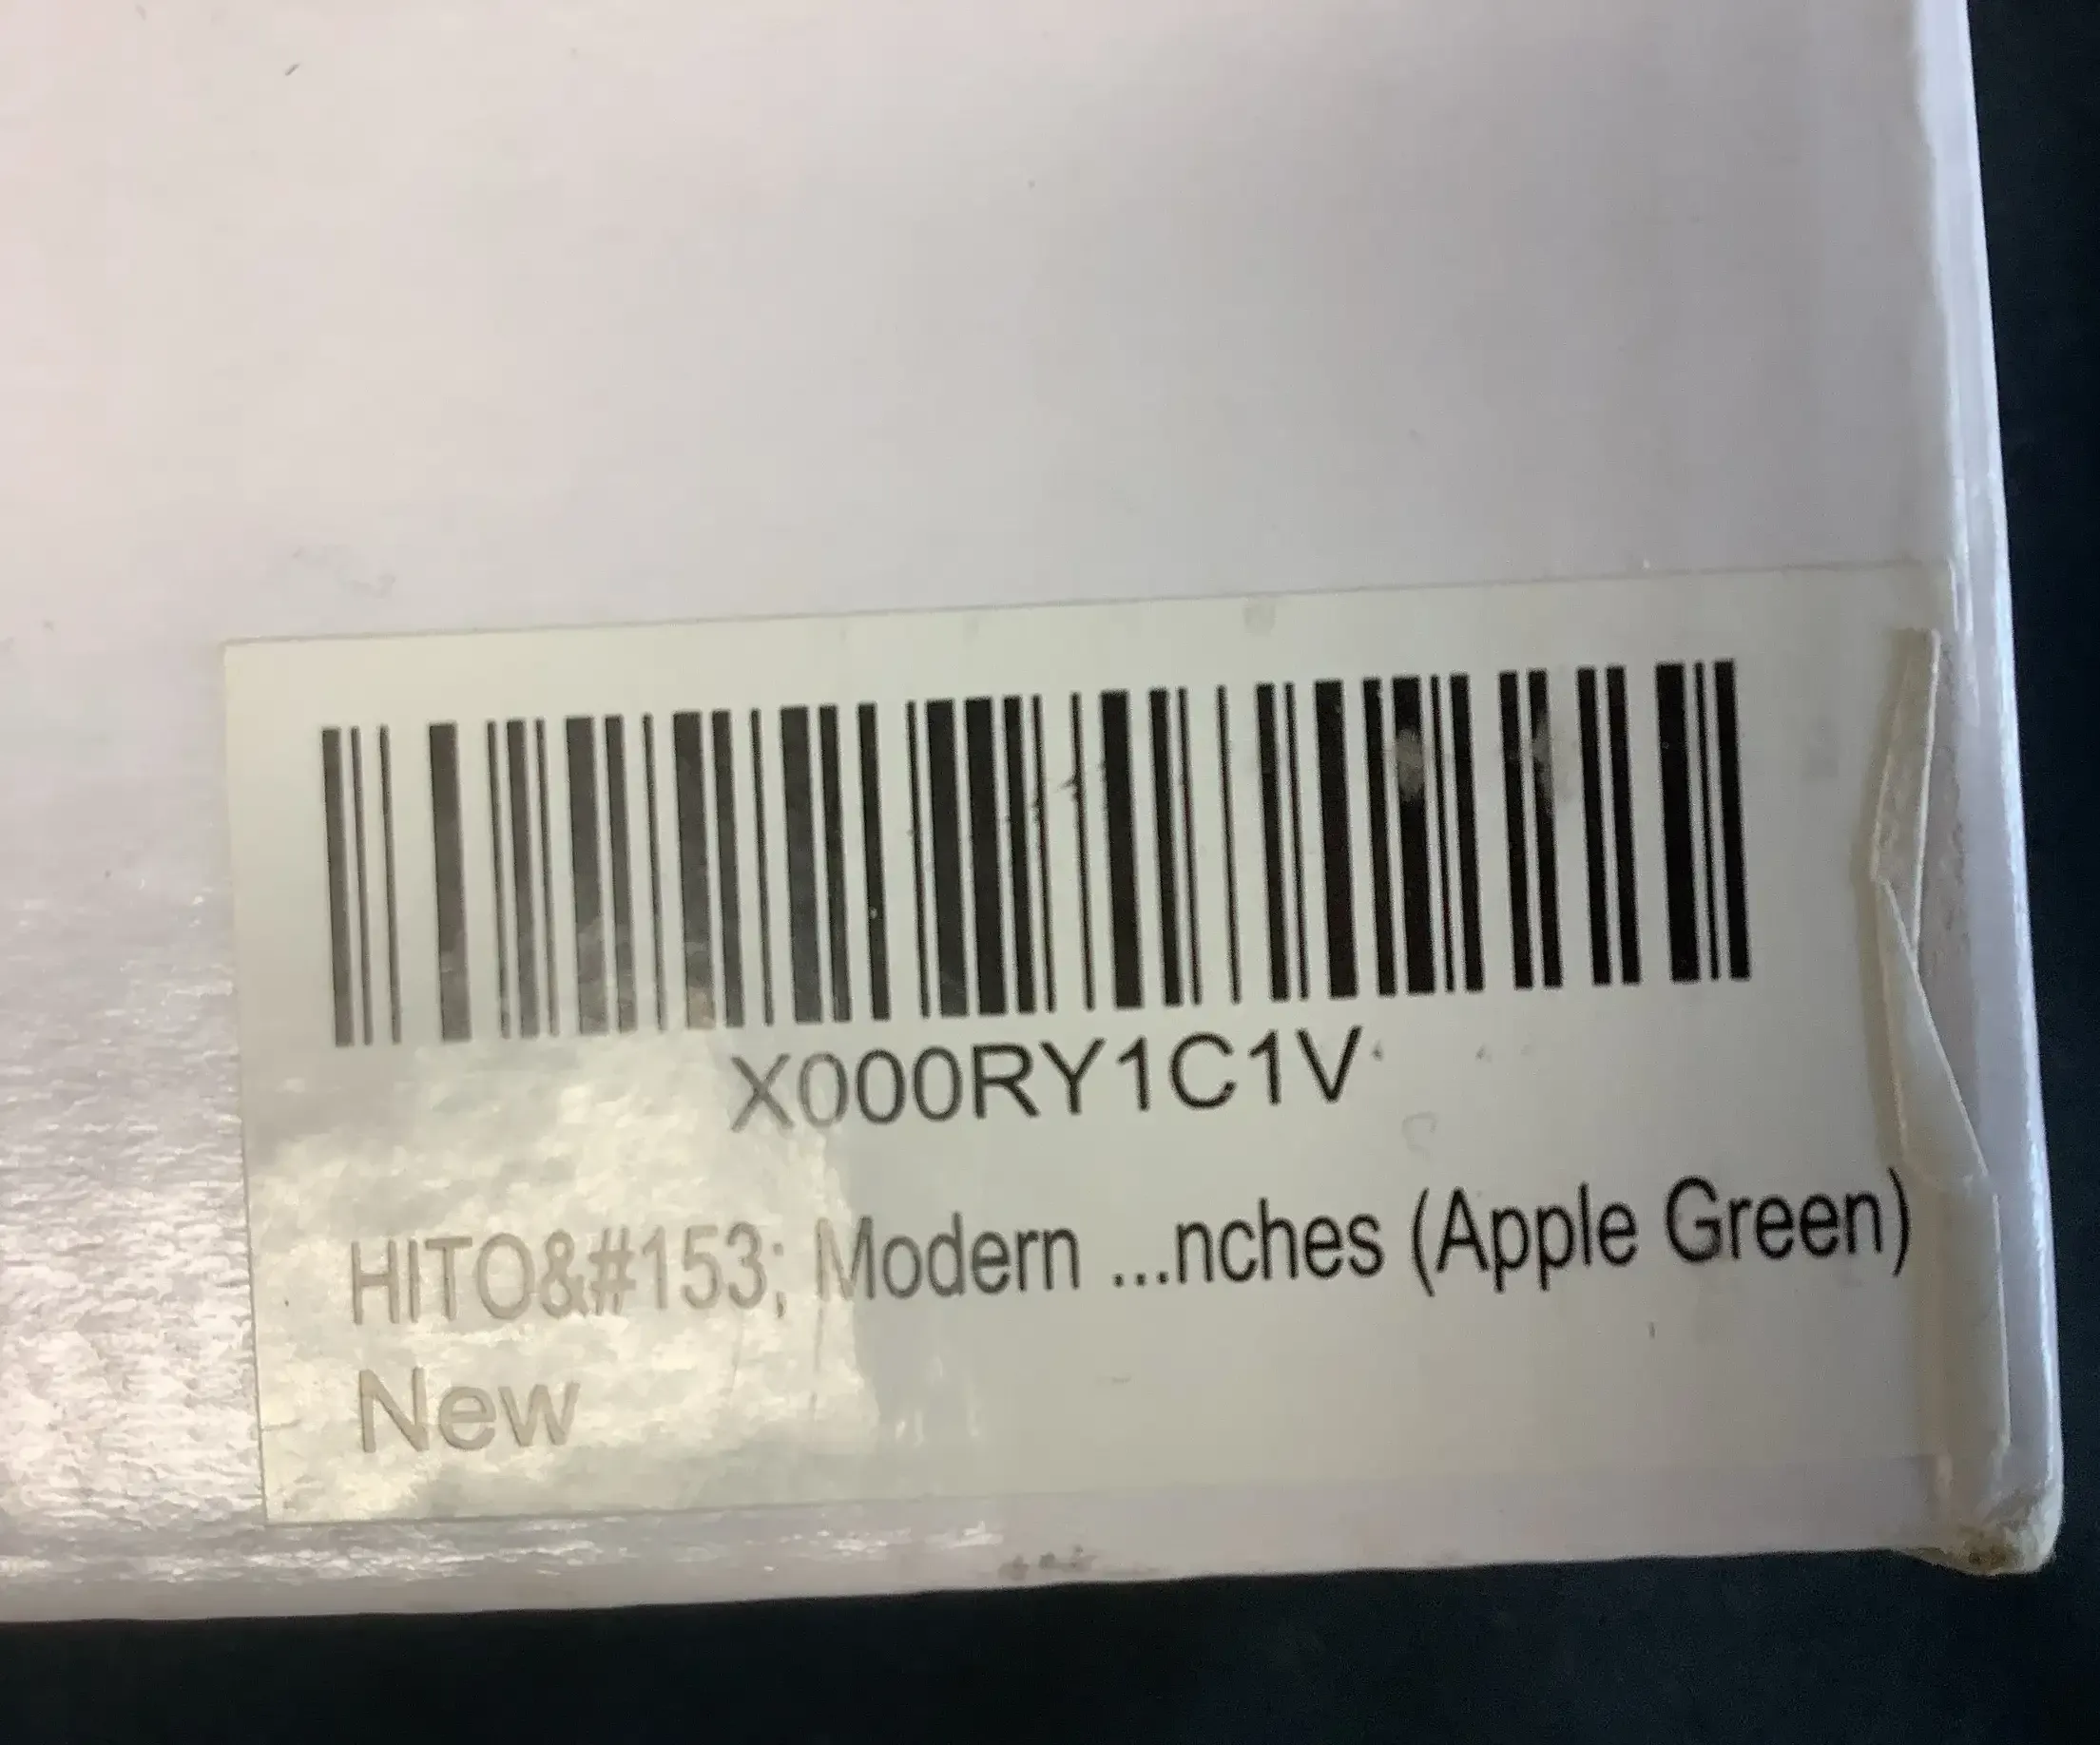 X000RY1C1V
HITO&#153; Modern ...nches (Apple Green)
New